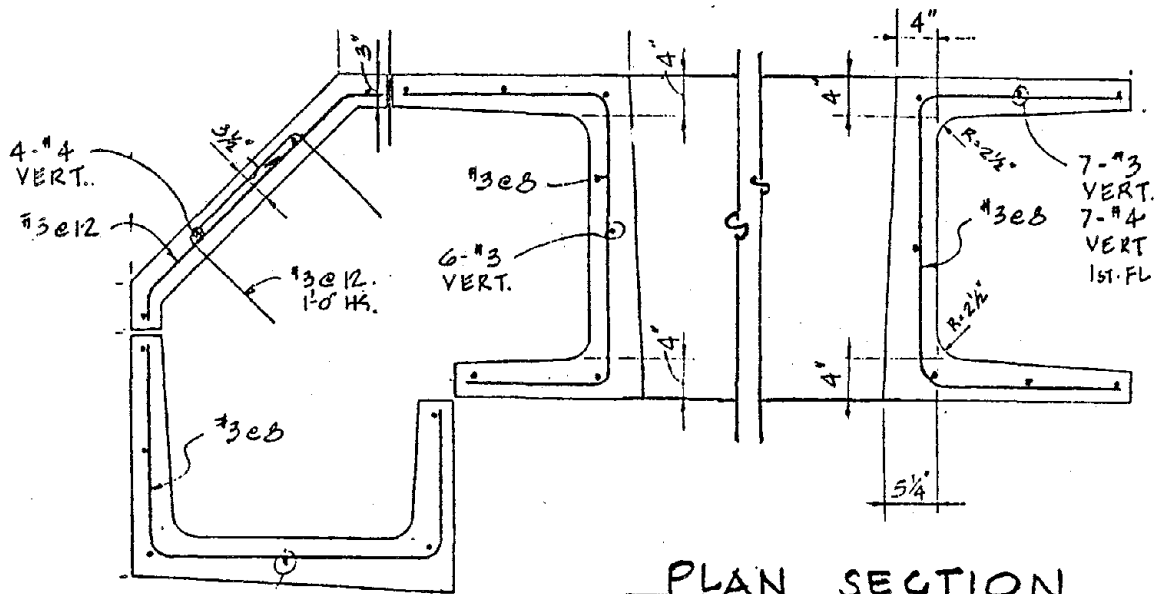 4"
3"
4"
4"
3½"
R=2½"
4-#4
VERT.
#3@8
7-#3
VERT.
7-#4
VERT
1ST. FL
#3@12
#3@8
6-#3
VERT.
#3@12.
1'-0" HK.
R=2½"
4"
4"
#3@8
5¼"
PLAN SECTION